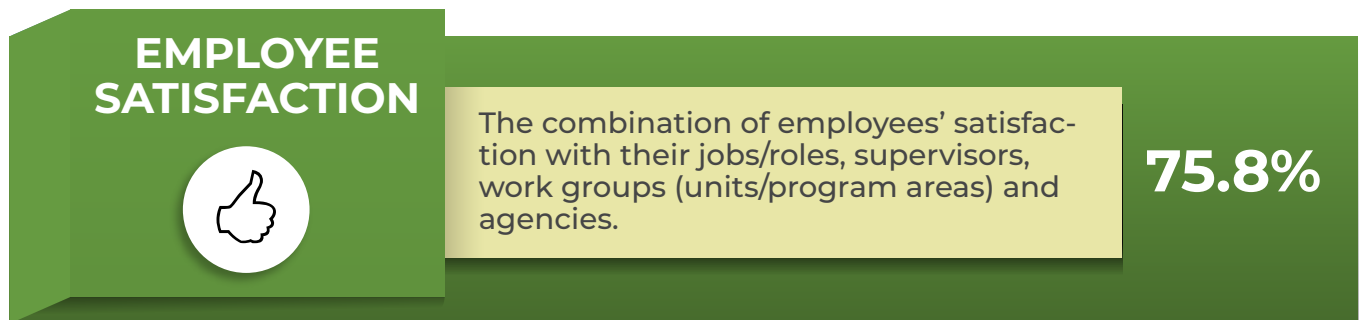 EMPLOYEE
SATISFACTION
The combination of employees’ satisfac-
tion with their jobs/roles, supervisors,
work groups (units/program areas) and
agencies.
75.8%